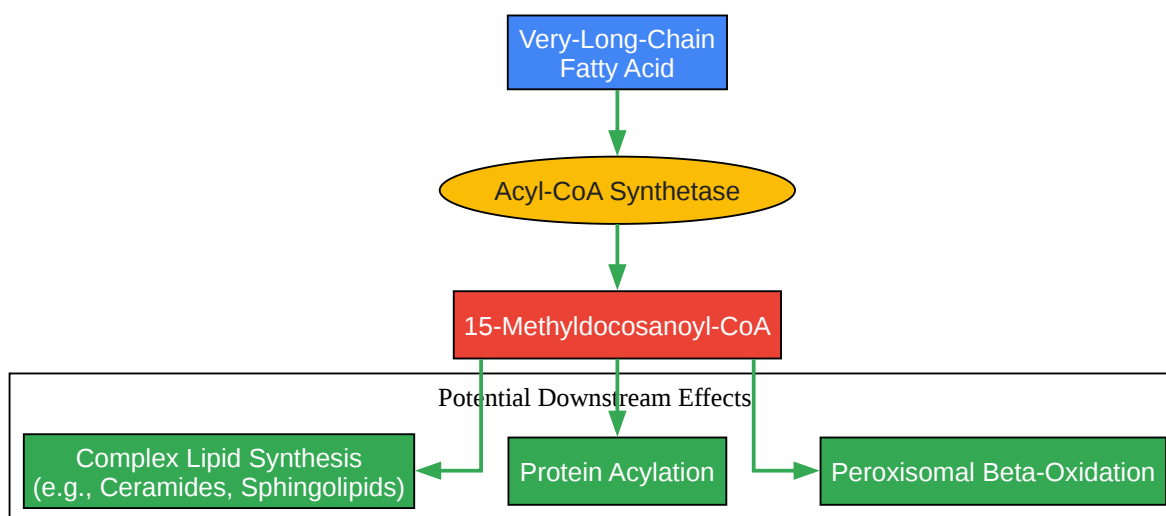 Very-Long-Chain
Fatty Acid
Acyl-CoA Synthetase
15-Methyldocosanoyl-CoA
Potential Downstream Effects
Complex Lipid Synthesis
(e.g., Ceramides, Sphingolipids)
Protein Acylation
Peroxisomal Beta-Oxidation